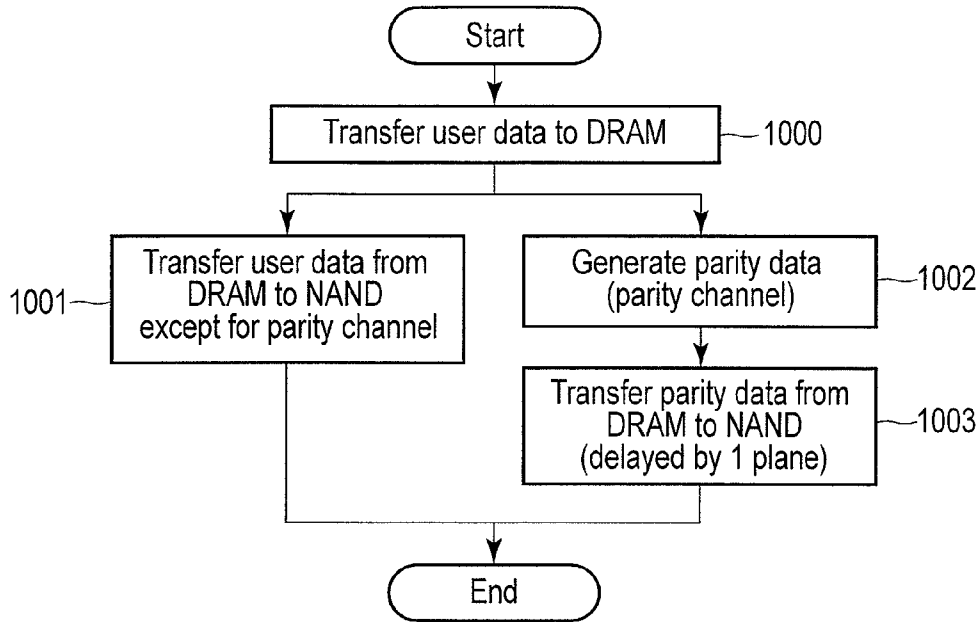 Start
Transfer user data to DRAM
1000
Transfer user data from
DRAM to NAND
except for parity channel
1001
Generate parity data
(parity channel)
1002
Transfer parity data from
DRAM to NAND
(delayed by 1 plane)
1003
End